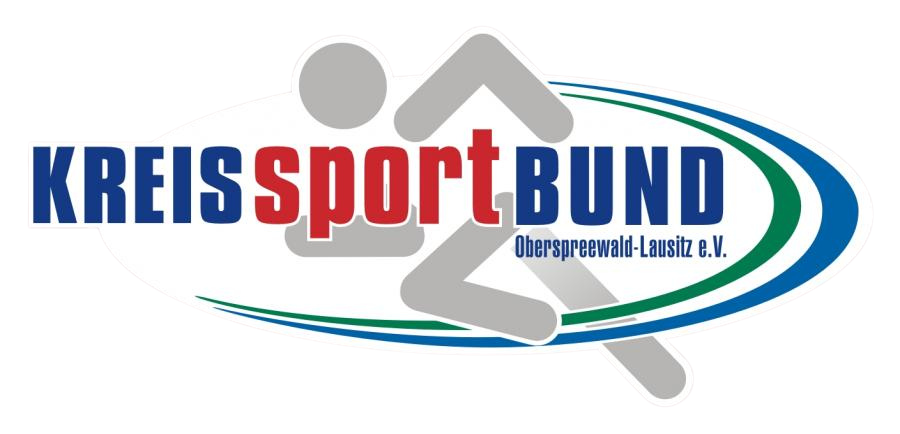 KREISsportBUND
Oberspreewald-Lausitz e.V.